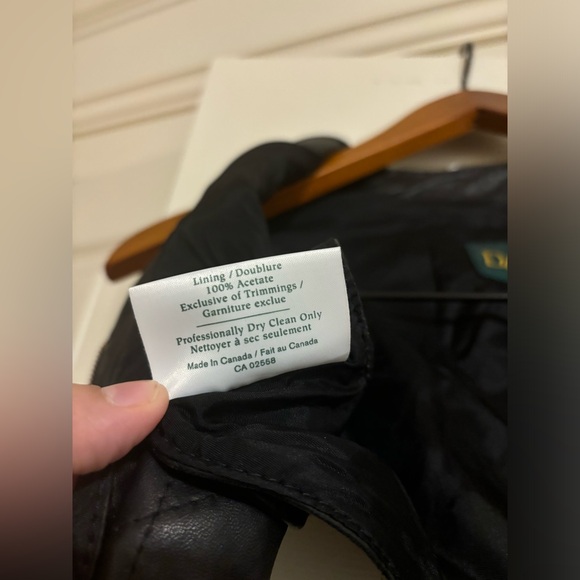 Lining / Doublure
100% Acetate
Exclusive of Trimmings /
Garniture exclue
Professionally Dry Clean Only
Nettoyer à sec seulement
Made in Canada / Fait au Canada
CA 02558